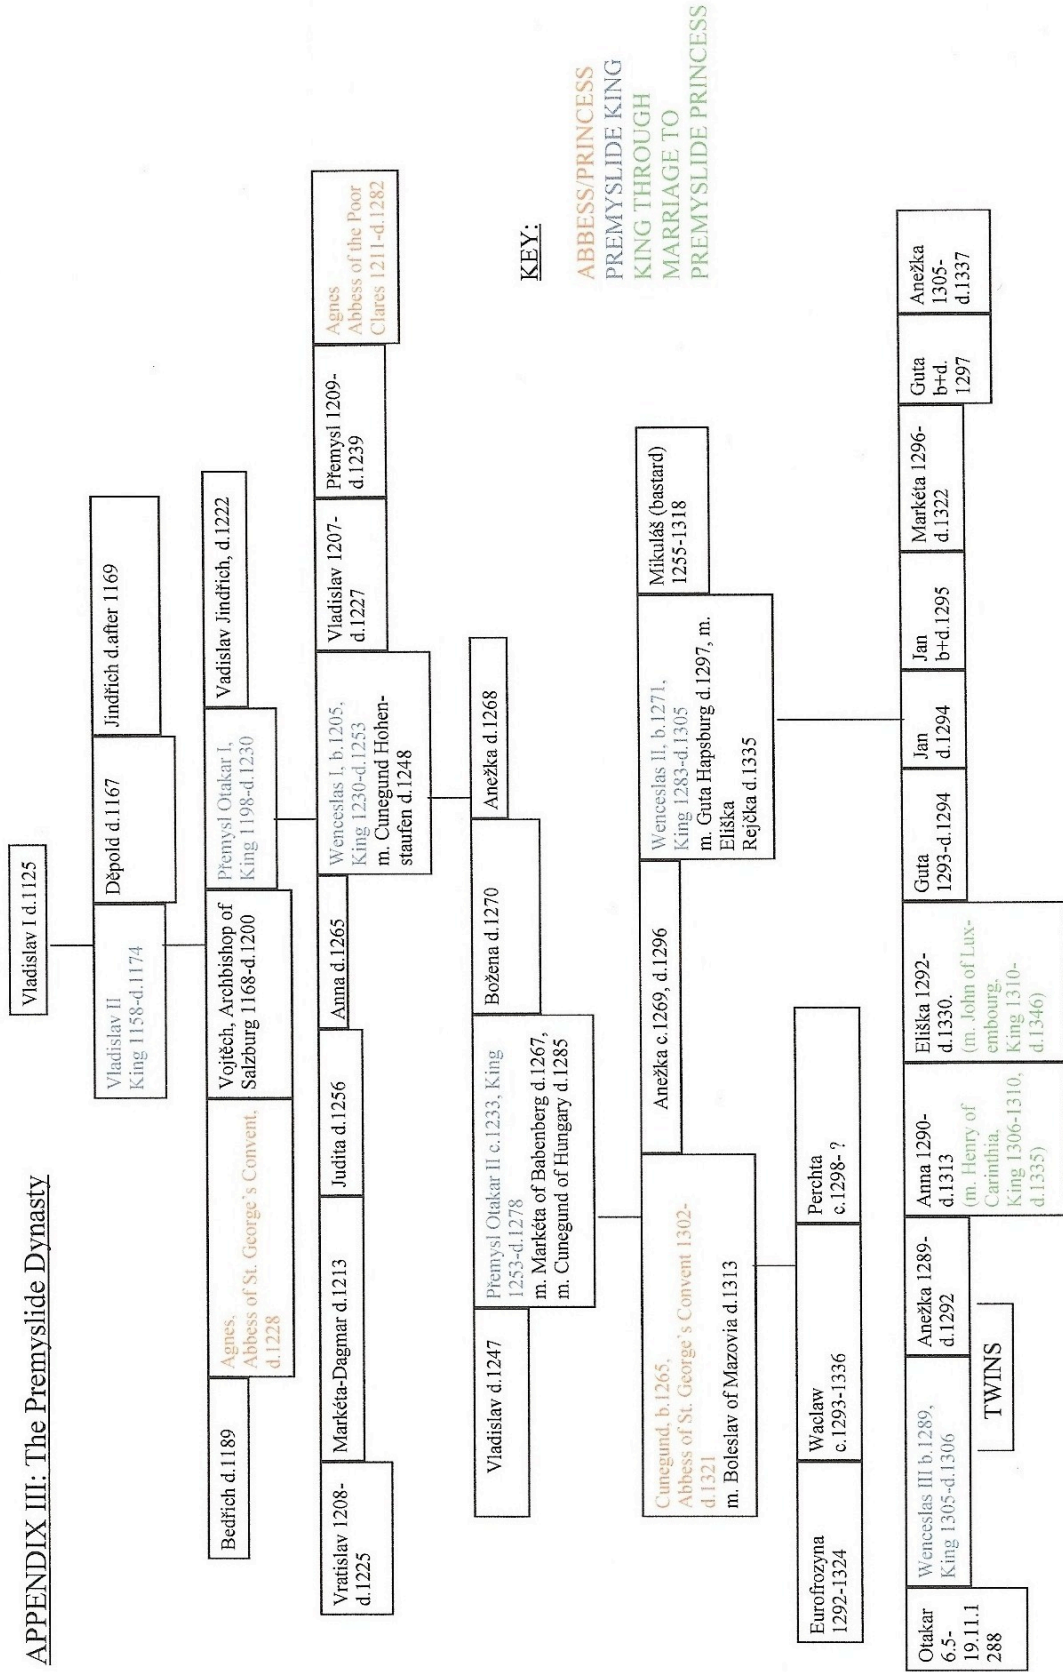 APPENDIX III: The Premyslide Dynasty
Vladislav I d.1125
Vladislav II
King 1158-d.1174
Děpold d.1167
Jindřich d.after 1169
Bedřich d.1189
Agnes,
Abbess of St. George's Convent,
d.1228
Vojtěch, Archbishop of
Salzburg 1168-d.1200
Přemysl Otakar I,
King 1198-d.1230
Vadislav Jindřich, d.1222
Vratislav 1208-
d.1225
Markéta-Dagmar d.1213
Judita d.1256
Anna d.1265
Wenceslas I, b.1205,
King 1230-d.1253
m. Cunegund Hohen-
staufen d.1248
Vladislav 1207-
d.1227
Přemysl 1209-
d.1239
Agnes
Abbess of the Poor
Clares 1211-d.1282
Vladislav d.1247
Přemysl Otakar II c.1233, King
1253-d.1278
m. Markéta of Babenberg d.1267,
m. Cunegund of Hungary d.1285
Božena d.1270
Anežka d.1268
KEY:
ABBESS/PRINCESS
PREMYSLIDE KING
KING THROUGH
MARRIAGE TO
PREMYSLIDE PRINCESS
Cunegund, b.1265,
Abbess of St. George's Convent 1302-
d.1321
m. Boleslav of Mazovia d.1313
Anežka c.1269, d.1296
Wenceslas II, b.1271,
King 1283-d.1305
m. Guta Hapsburg d.1297, m.
Eliška
Rejčka d.1335
Mikuláš (bastard)
1255-1318
Eurofrozyna
1292-1324
Waclaw
c.1293-1336
Perchta
c.1298- ?
Otakar
6.5-
19.11.1
288
Wenceslas III b.1289,
King 1305-d.1306
Anežka 1289-
d.1292
TWINS
Anna 1290-
d.1313
(m. Henry of
Carinthia,
King 1306-1310,
d.1335)
Eliška 1292-
d.1330.
(m. John of Lux-
embourg,
King 1310-
d.1346)
Guta
1293-d.1294
Jan
d.1294
Jan
b+d.1295
Markéta 1296-
d.1322
Guta
b+d.
1297
Anežka
1305-
d.1337